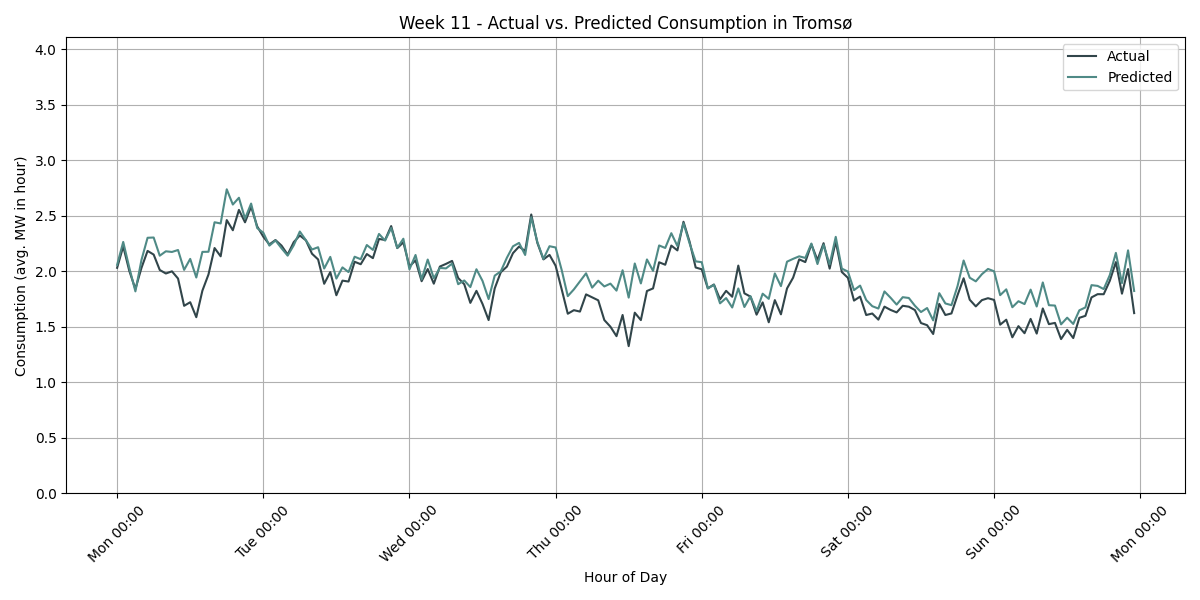 Week 11 - Actual vs. Predicted Consumption in Tromsø
Actual
Predicted
Consumption (avg. MW in hour)
4.0
3.5
3.0
2.5
2.0
1.5
1.0
0.5
0.0
Mon 00:00
Tue 00:00
Wed 00:00
Thu 00:00
Fri 00:00
Sat 00:00
Sun 00:00
Mon 00:00
Hour of Day